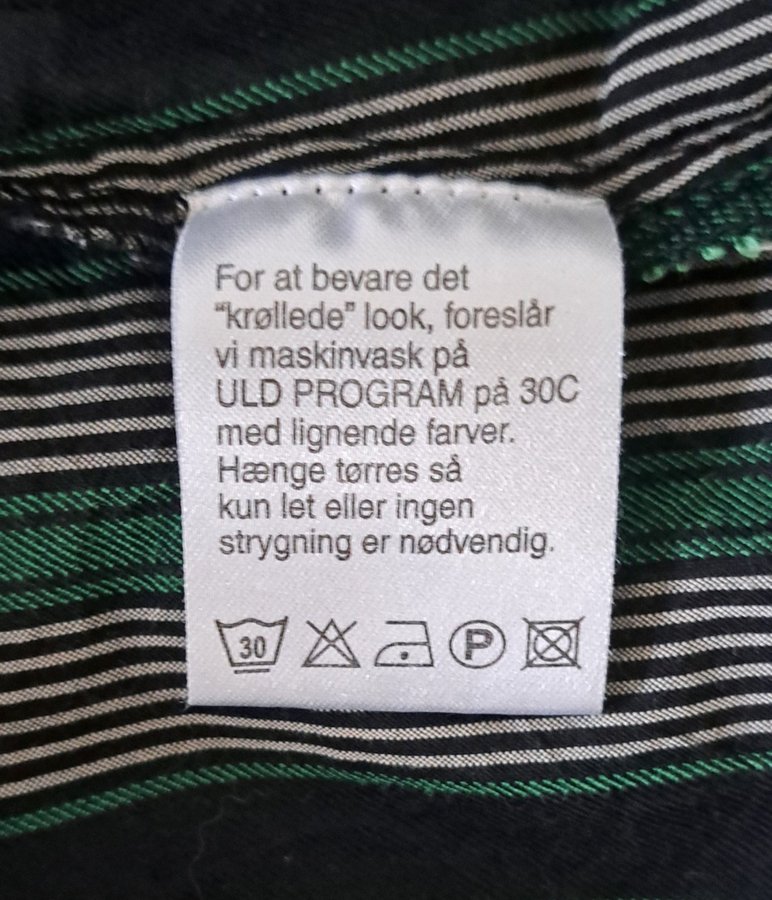 For at bevare det
"krøllede" look, foreslår
vi maskinvask på
ULD PROGRAM på 30C
med lignende farver.
Hænge tørres så
kun let eller ingen
strygning er nødvendig.
30 P